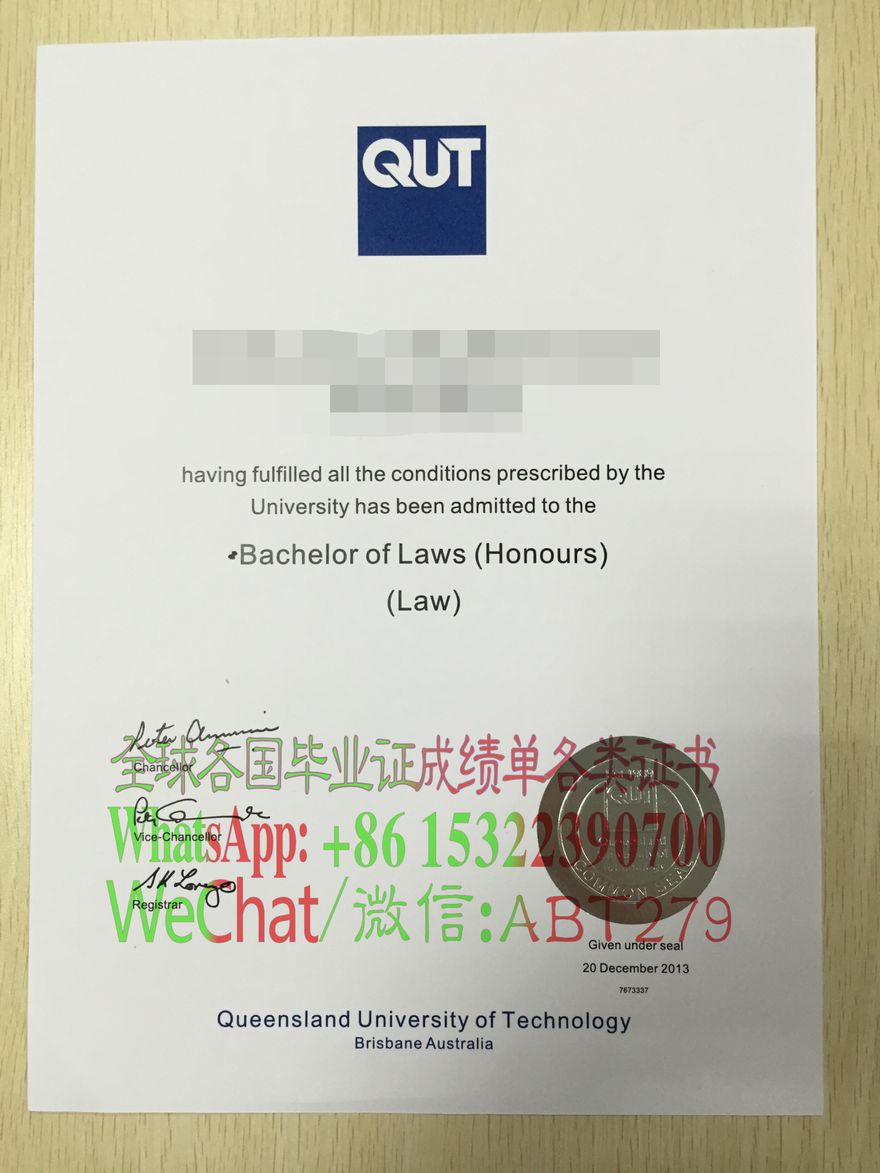 QUT
having fulfilled all the conditions prescribed by the
University has been admitted to the
Bachelor of Laws (Honours)
(Law)
全球各国毕业证成绩单各类证书
Chancellor
WhatsApp: +86 15322390700
Vice-Chancellor
WeChat/微信:ABT279
Registrar
QUT
COMMON SEAL
Given under seal
20 December 2013
7673337
Queensland University of Technology
Brisbane Australia